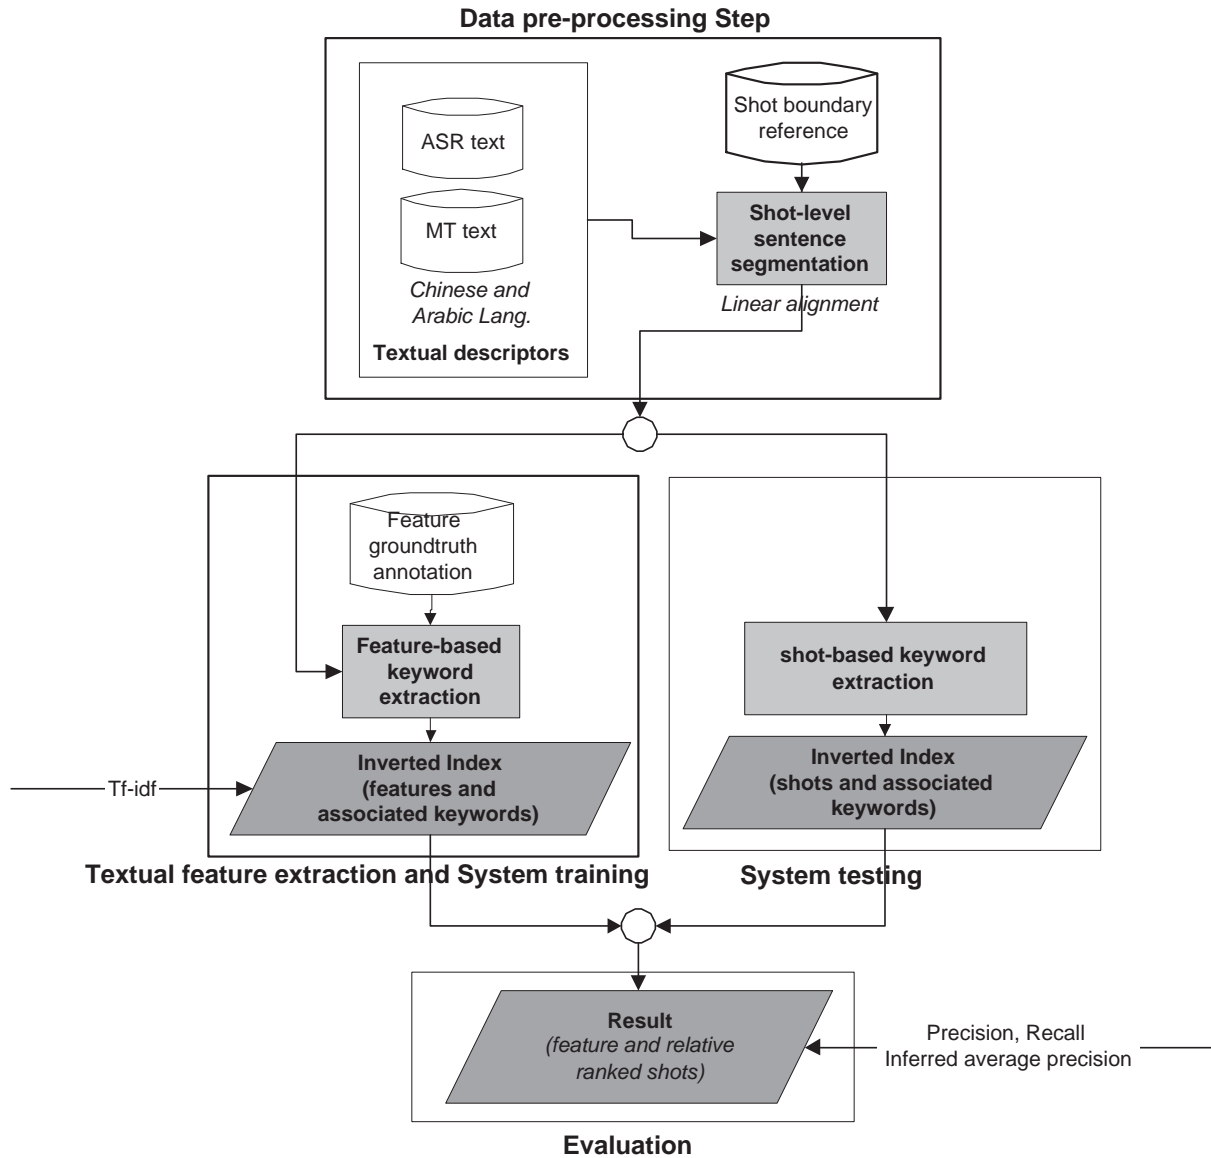 Data pre-processing Step
ASR text
MT text
Chinese and
Arabic Lang.
Textual descriptors
Shot boundary
reference
Shot-level
sentence
segmentation
Linear alignment
Feature
groundtruth
annotation
Feature-based
keyword
extraction
Inverted Index
(features and
associated keywords)
Tf-idf
Textual feature extraction and System training
shot-based keyword
extraction
Inverted Index
(shots and associated
keywords)
System testing
Result
(feature and relative
ranked shots)
Precision, Recall
Inferred average precision
Evaluation